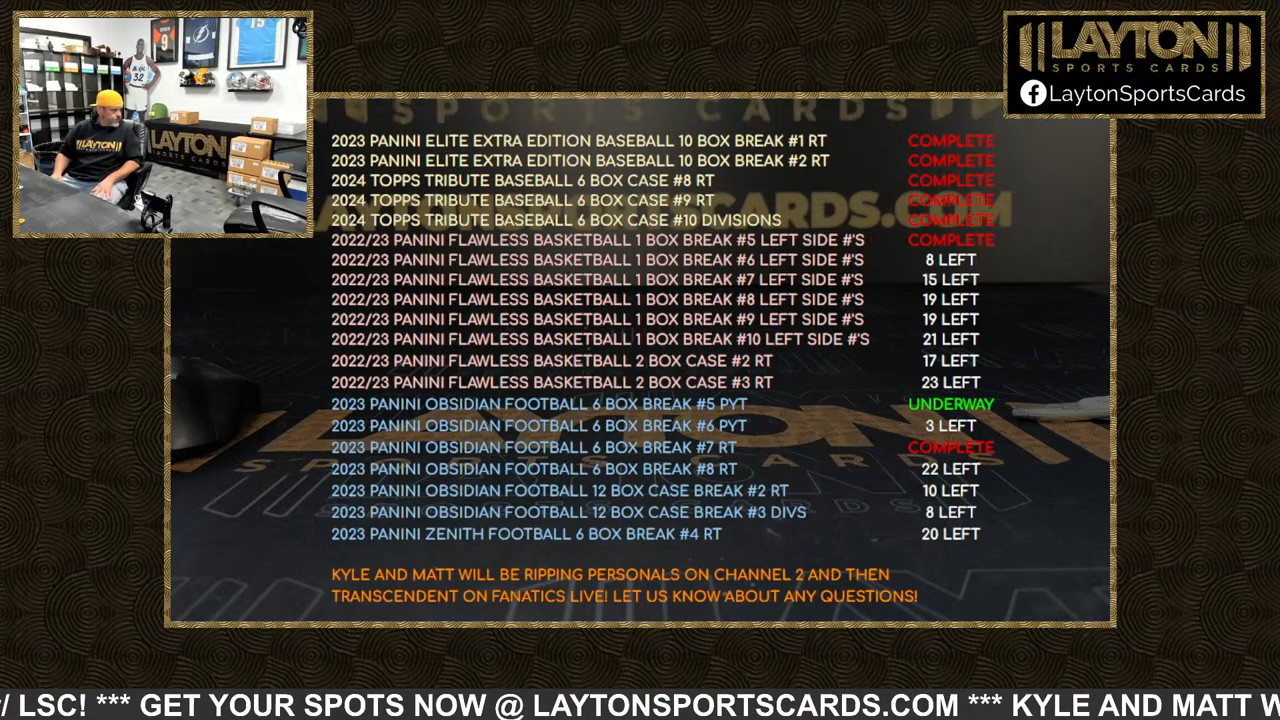 9
15
32
LAYTON
SPORTS CARDS
LAYTON
SPORTS CARDS
LaytonSportsCards
SPORTS CARDS
2023 PANINI ELITE EXTRA EDITION BASEBALL 10 BOX BREAK #1 RT COMPLETE
2023 PANINI ELITE EXTRA EDITION BASEBALL 10 BOX BREAK #2 RT COMPLETE
2024 TOPPS TRIBUTE BASEBALL 6 BOX CASE #8 RT COMPLETE
2024 TOPPS TRIBUTE BASEBALL 6 BOX CASE #9 RT COMPLETE
2024 TOPPS TRIBUTE BASEBALL 6 BOX CASE #10 DIVISIONS COMPLETE
2022/23 PANINI FLAWLESS BASKETBALL 1 BOX BREAK #5 LEFT SIDE #'S COMPLETE
2022/23 PANINI FLAWLESS BASKETBALL 1 BOX BREAK #6 LEFT SIDE #'S 8 LEFT
2022/23 PANINI FLAWLESS BASKETBALL 1 BOX BREAK #7 LEFT SIDE #'S 15 LEFT
2022/23 PANINI FLAWLESS BASKETBALL 1 BOX BREAK #8 LEFT SIDE #'S 19 LEFT
2022/23 PANINI FLAWLESS BASKETBALL 1 BOX BREAK #9 LEFT SIDE #'S 19 LEFT
2022/23 PANINI FLAWLESS BASKETBALL 1 BOX BREAK #10 LEFT SIDE #'S 21 LEFT
2022/23 PANINI FLAWLESS BASKETBALL 2 BOX CASE #2 RT 17 LEFT
2022/23 PANINI FLAWLESS BASKETBALL 2 BOX CASE #3 RT 23 LEFT
2023 PANINI OBSIDIAN FOOTBALL 6 BOX BREAK #5 PYT UNDERWAY
2023 PANINI OBSIDIAN FOOTBALL 6 BOX BREAK #6 PYT 3 LEFT
2023 PANINI OBSIDIAN FOOTBALL 6 BOX BREAK #7 RT COMPLETE
2023 PANINI OBSIDIAN FOOTBALL 6 BOX BREAK #8 RT 22 LEFT
2023 PANINI OBSIDIAN FOOTBALL 12 BOX CASE BREAK #2 RT 10 LEFT
2023 PANINI OBSIDIAN FOOTBALL 12 BOX CASE BREAK #3 DIVS 8 LEFT
2023 PANINI ZENITH FOOTBALL 6 BOX BREAK #4 RT 20 LEFT
KYLE AND MATT WILL BE RIPPING PERSONALS ON CHANNEL 2 AND THEN
TRANSCENDENT ON FANATICS LIVE! LET US KNOW ABOUT ANY QUESTIONS!
/ LSC! *** GET YOUR SPOTS NOW @ LAYTONSPORTSCARDS.COM *** KYLE AND MATT W